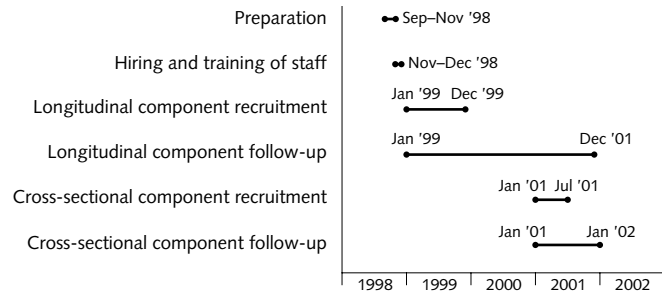 Preparation
Sep–Nov '98
Hiring and training of staff
Nov–Dec '98
Jan '99 Dec '99
Longitudinal component recruitment
Jan '99 Dec '01
Longitudinal component follow-up
Jan '01 Jul '01
Cross-sectional component recruitment
Jan '01 Jan '02
Cross-sectional component follow-up
1998 1999 2000 2001 2002